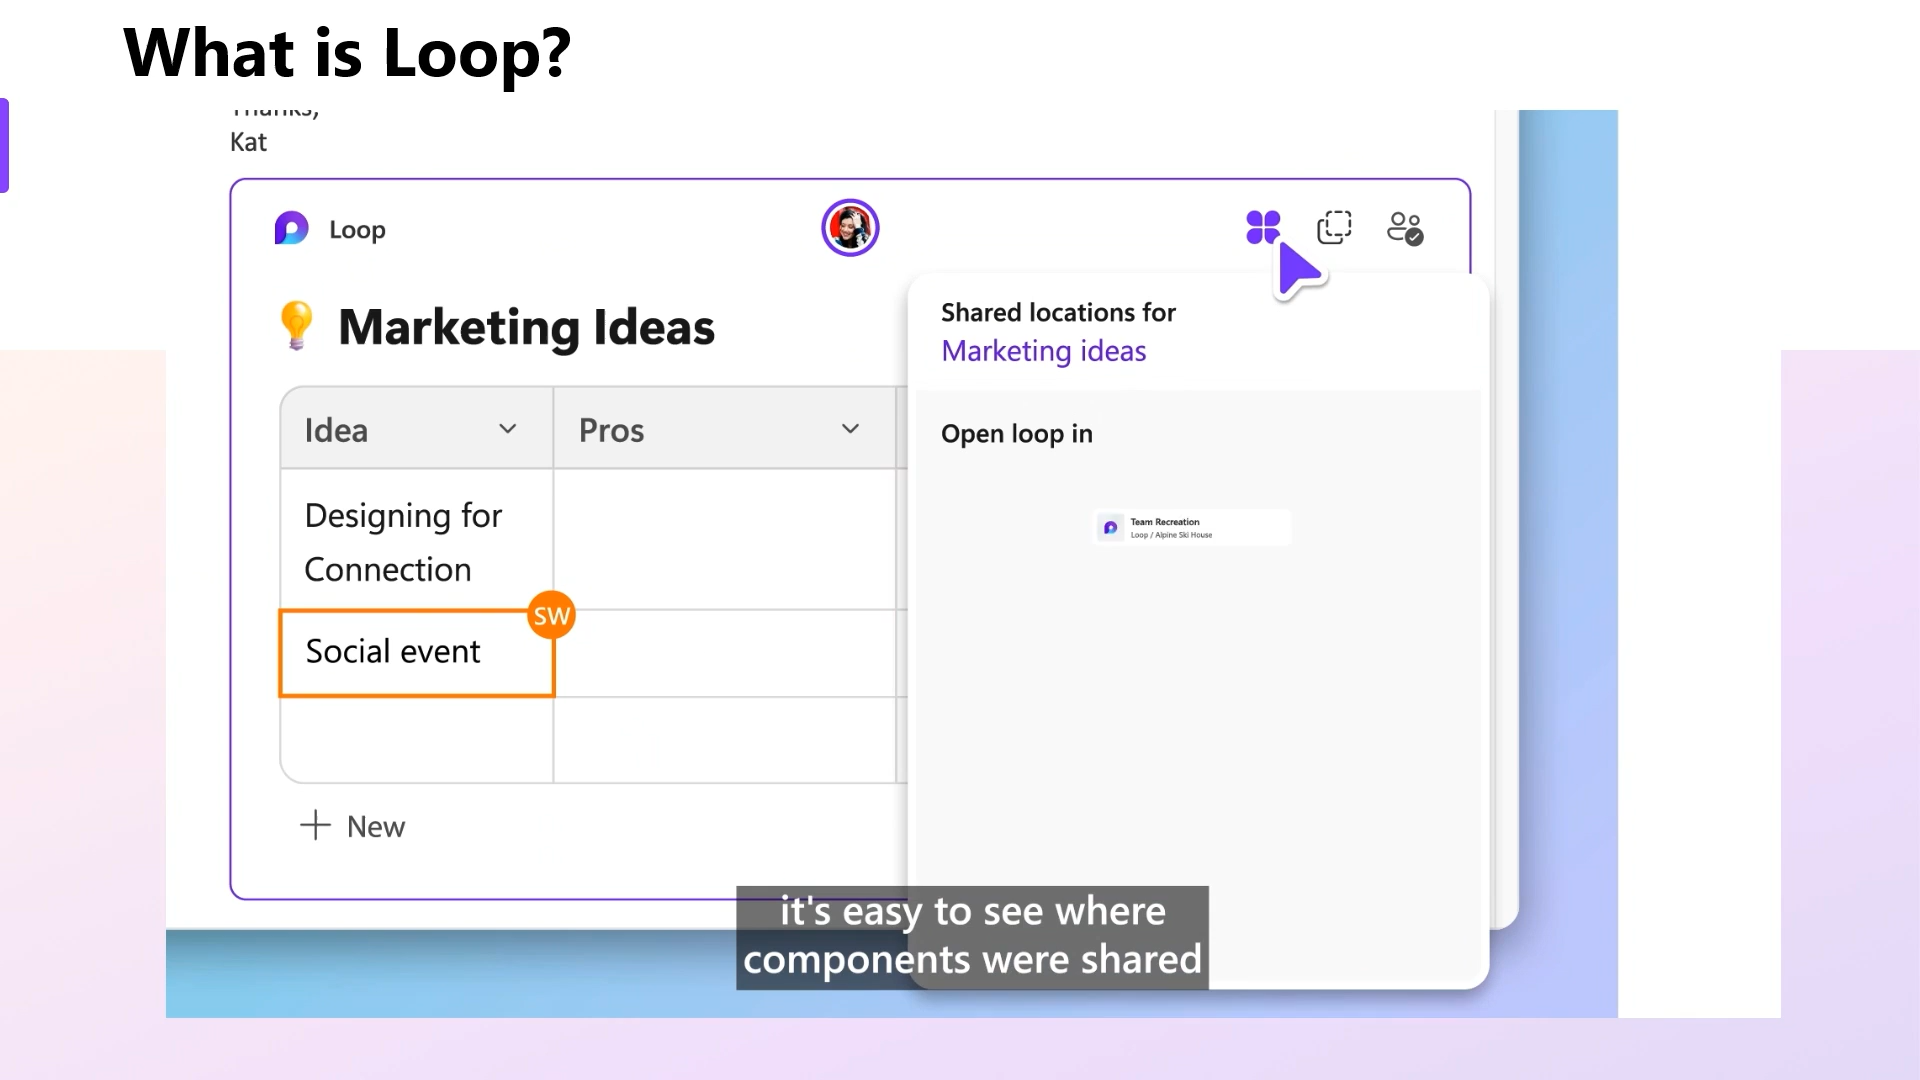 What is Loop?
Thanks,
Kat
Loop
Marketing Ideas
Shared locations for
Marketing ideas
Idea
Pros
Open loop in
Designing for
Connection
Team Recreation
Loop / Alpine Ski House
SW
Social event
New
it's easy to see where
components were shared